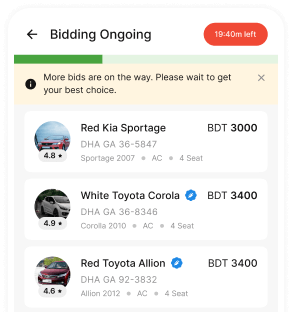 Bidding Ongoing
19:40m left
More bids are on the way. Please wait to get
your best choice.
Red Kia Sportage
BDT 3000
DHA GA 36-5847
4.8 ★
Sportage 2007 • AC • 4 Seat
White Toyota Corola
BDT 3400
DHA GA 36-8346
4.9 ★
Corolla 2010 • AC • 4 Seat
Red Toyota Allion
BDT 3400
DHA GA 92-3832
4.6 ★
Allion 2012 • AC • 4 Seat